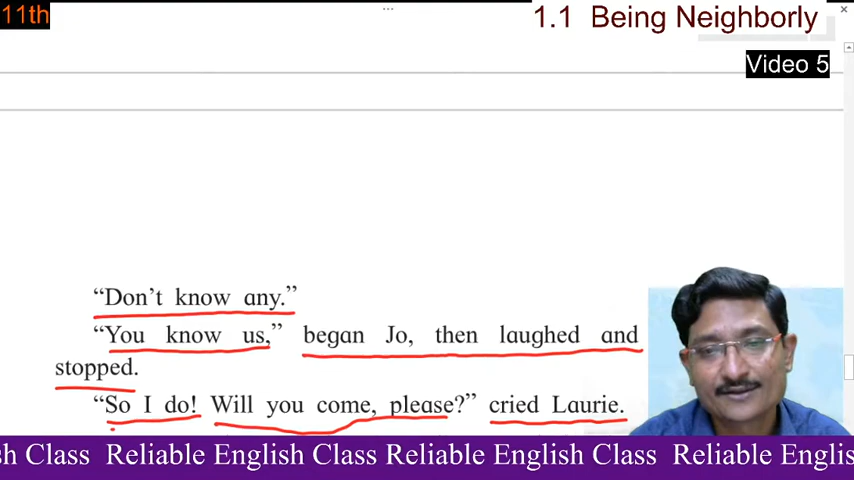 11th
1.1 Being Neighborly
Video 5
“Don’t know any.”
“You know us,” began Jo, then laughed and
stopped.
“So I do! Will you come, please?” cried Laurie.
sh Class Reliable English Class Reliable English Class Reliable Englis